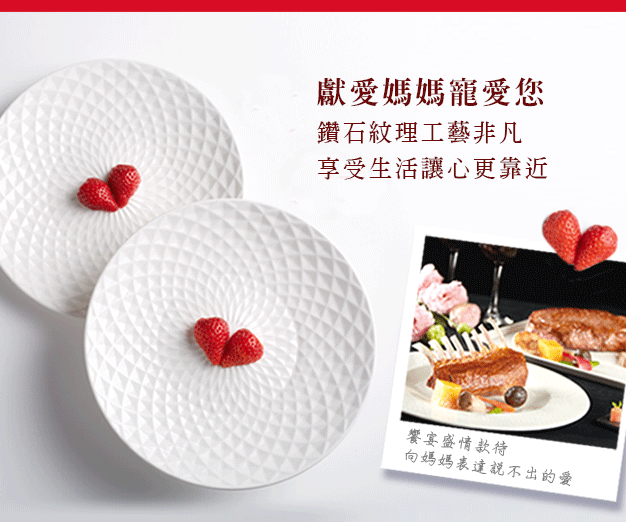 獻愛媽媽寵愛您
鑽石紋理工藝非凡
享受生活讓心更靠近
饗宴盛情款待
向媽媽表達說不出的愛